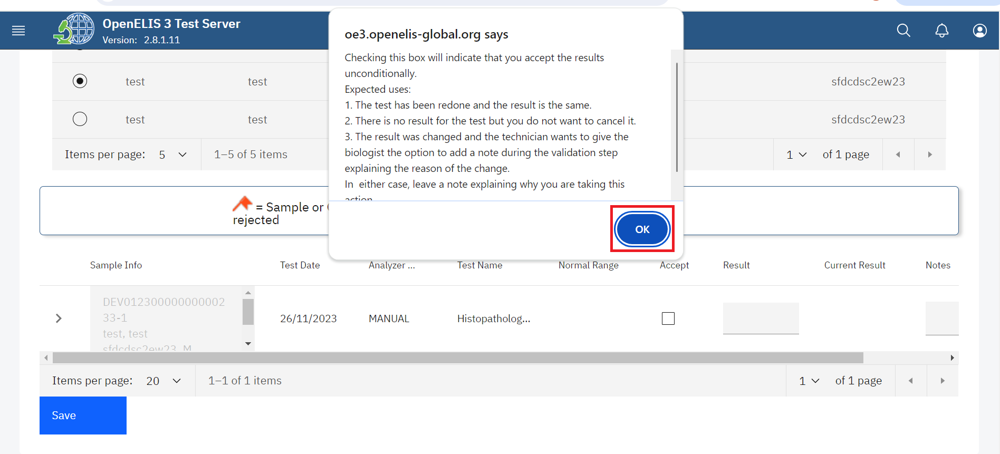 OpenELIS 3 Test Server
Version: 2.8.1.11
oe3.openelis-global.org says
Checking this box will indicate that you accept the results
unconditionally.
Expected uses:
1. The test has been redone and the result is the same.
2. There is no result for the test but you do not want to cancel it.
3. The result was changed and the technician wants to give the
biologist the option to add a note during the validation step
explaining the reason of the change.
In either case, leave a note explaining why you are taking this
action
OK
test test sfdcdsc2ew23
test test sfdcdsc2ew23
Items per page: 5 1–5 of 5 items 1 of 1 page
= Sample or
rejected
Sample Info Test Date Analyzer ... Test Name Normal Range Accept Result Current Result Notes
DEV012300000000002
33-1
test, test
sfdcdsc2ew23, M
26/11/2023 MANUAL Histopatholog...
Items per page: 20 1–1 of 1 items 1 of 1 page
Save